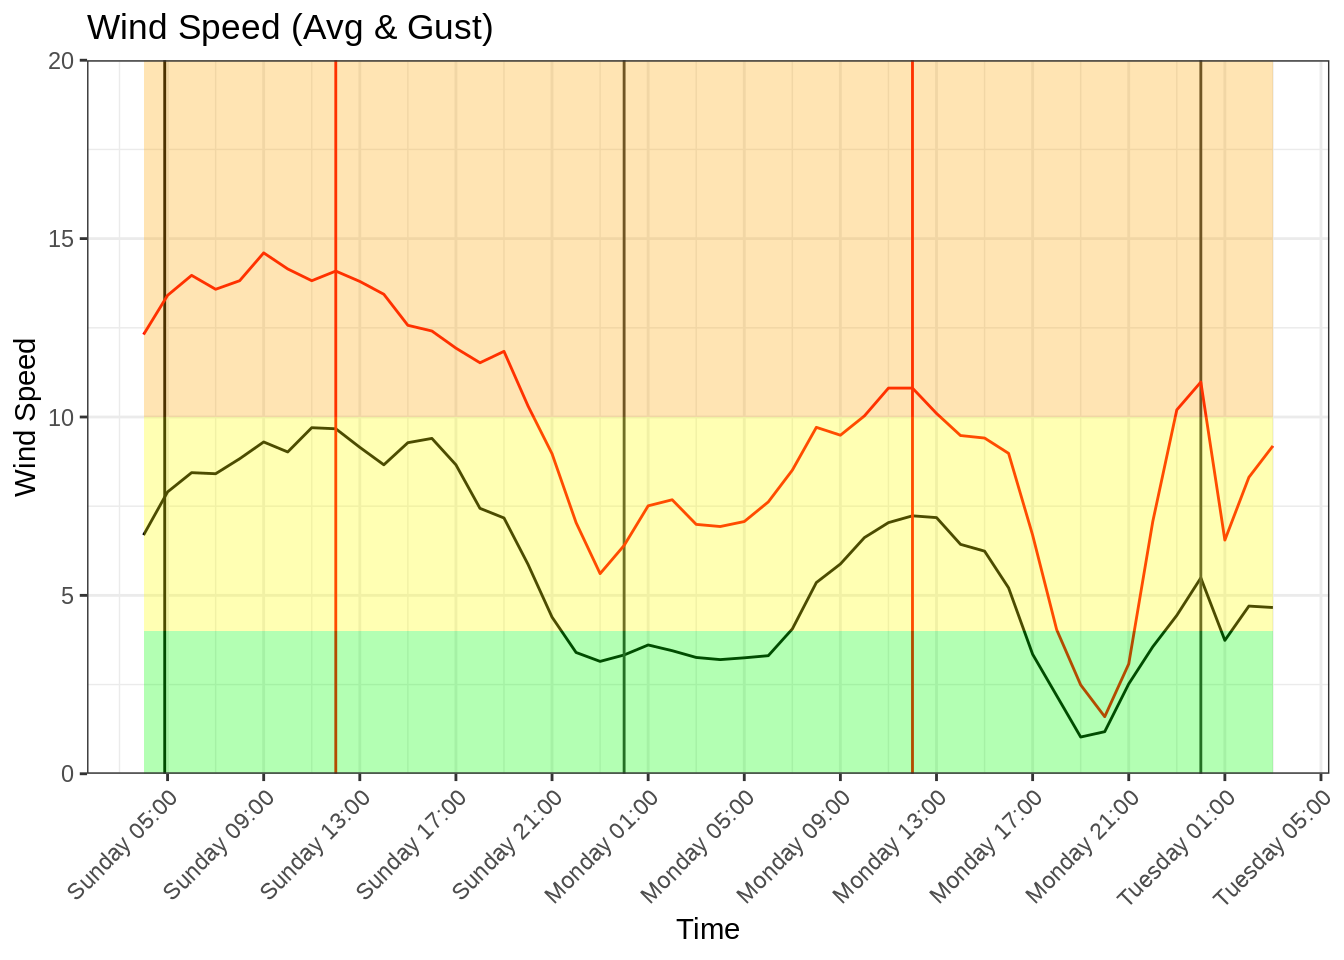 Wind Speed (Avg & Gust)
20
15
10
5
0
Wind Speed
Sunday 05:00
Sunday 09:00
Sunday 13:00
Sunday 17:00
Sunday 21:00
Monday 01:00
Monday 05:00
Monday 09:00
Monday 13:00
Monday 17:00
Monday 21:00
Tuesday 01:00
Tuesday 05:00
Time